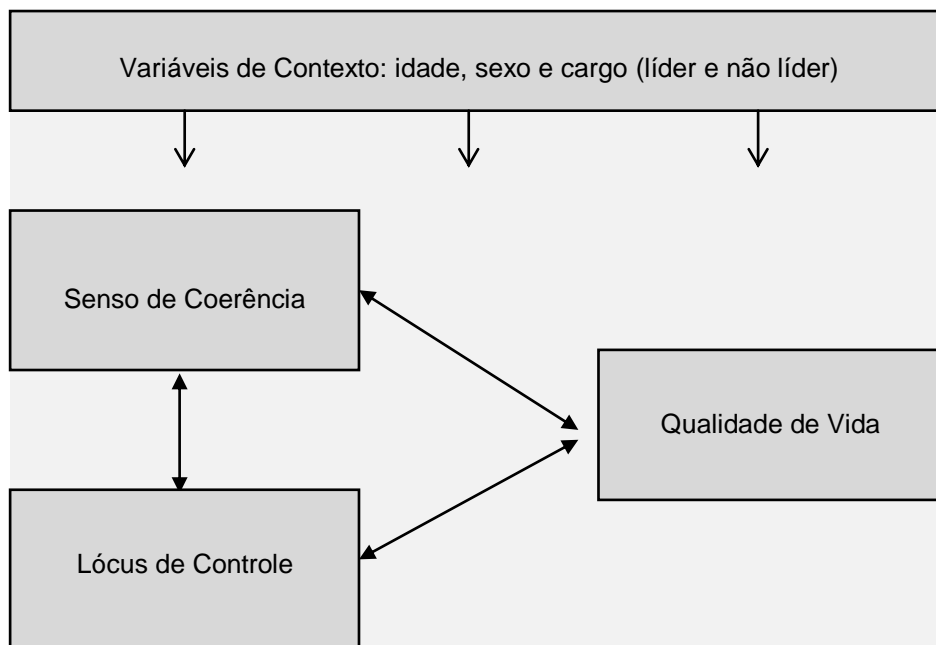 Variáveis de Contexto: idade, sexo e cargo (líder e não líder)
Senso de Coerência
Qualidade de Vida
Lócus de Controle